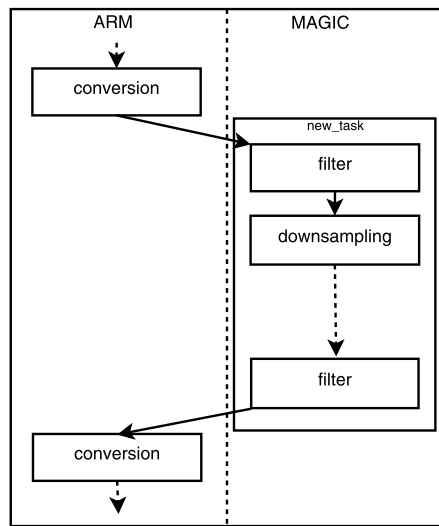 ARM
MAGIC
conversion
new_task
filter
downsampling
filter
conversion